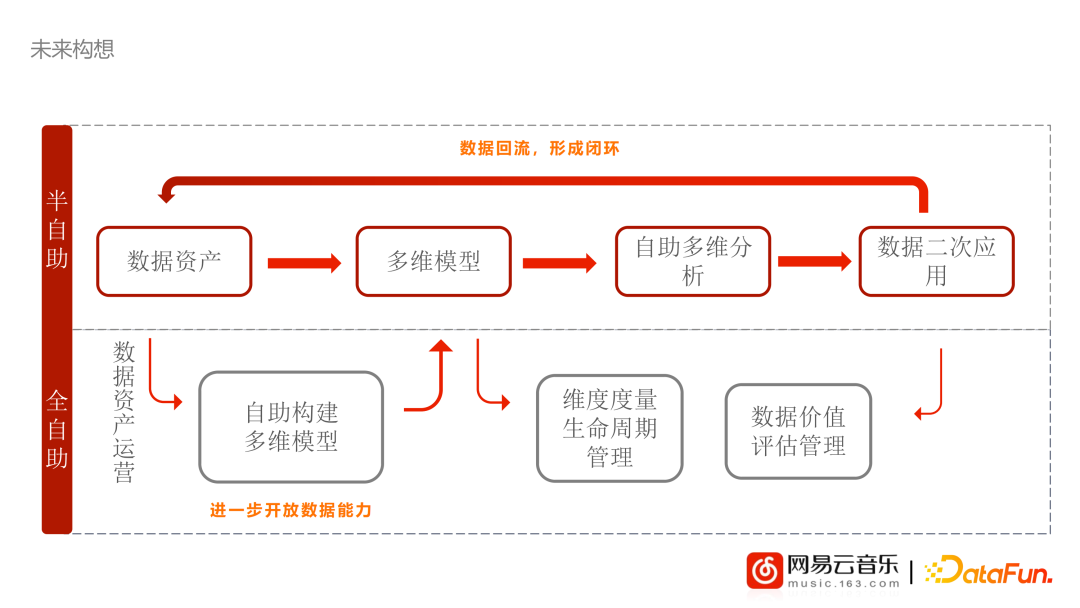 未来构想
半自助
数据回流，形成闭环
数据资产
多维模型
自助多维分
析
数据二次应
用
全自助
数据资产运营
自助构建
多维模型
进一步开放数据能力
维度度量
生命周期
管理
数据价值
评估管理
网易云音乐
music.163.com
DataFun.